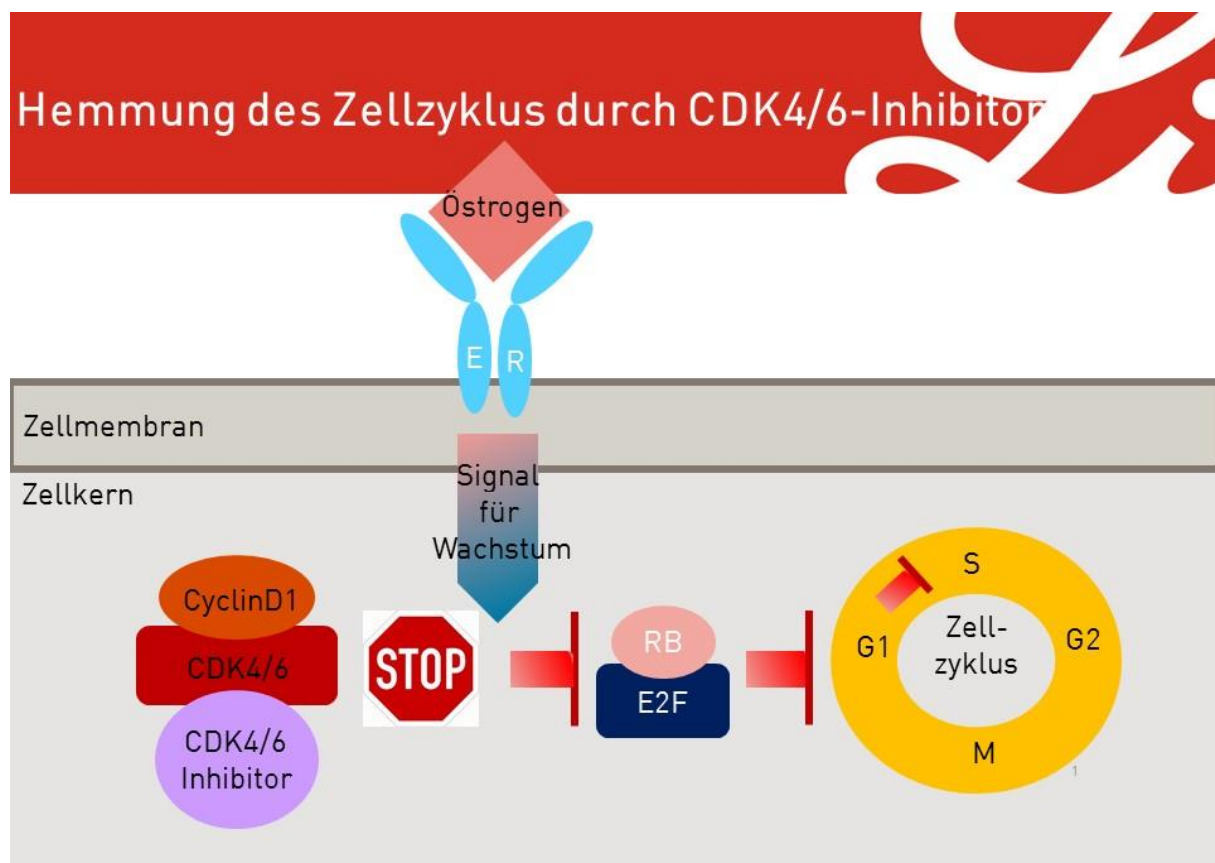 Hemmung des Zellzyklus durch CDK4/6-Inhibitor
Östrogen
E R
Zellmembran
Zellkern
Signal
für
Wachstum
CyclinD1
CDK4/6
CDK4/6
Inhibitor
STOP
RB
E2F
S
G1
G2
M
Zell-
zyklus
1